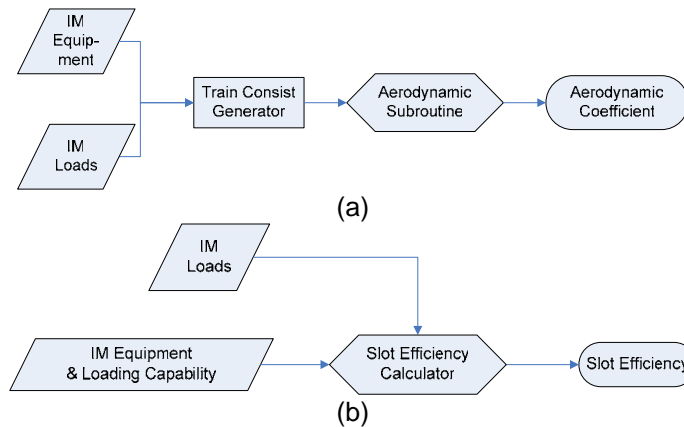 IM
Equip-
ment
IM
Loads
Train Consist
Generator
Aerodynamic
Subroutine
Aerodynamic
Coefficient
(a)
IM
Loads
IM Equipment
& Loading Capability
Slot Efficiency
Calculator
Slot Efficiency
(b)